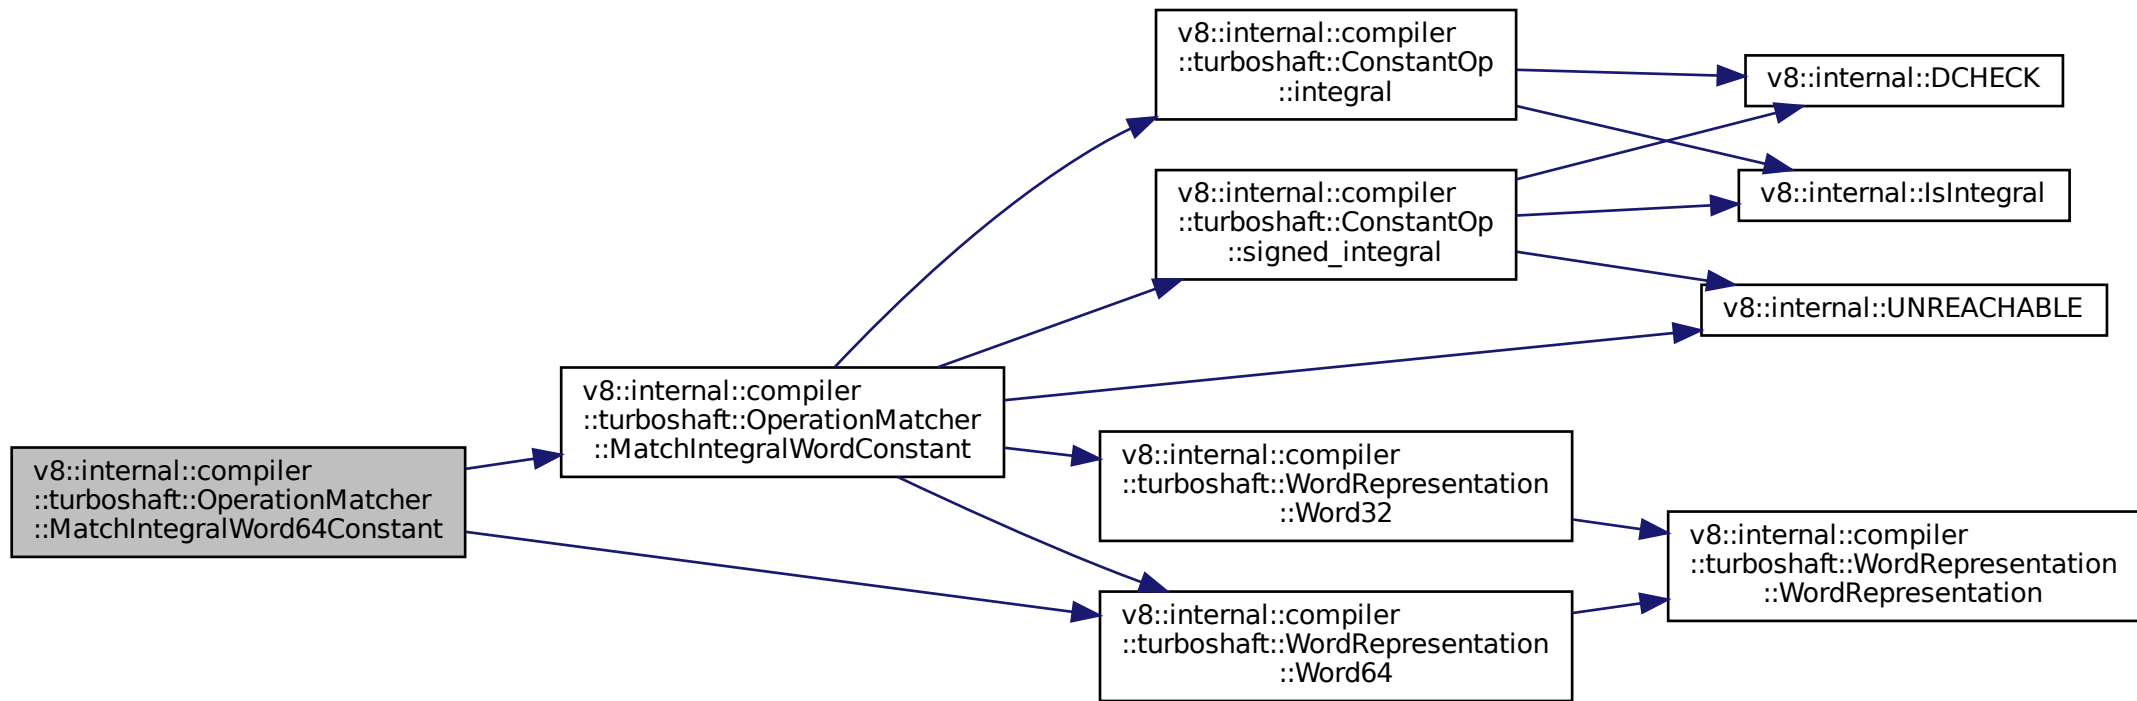 v8::internal::compiler
::turboshaft::OperationMatcher
::MatchIntegralWord64Constant
v8::internal::compiler
::turboshaft::OperationMatcher
::MatchIntegralWordConstant
v8::internal::compiler
::turboshaft::ConstantOp
::integral
v8::internal::compiler
::turboshaft::ConstantOp
::signed_integral
v8::internal::compiler
::turboshaft::WordRepresentation
::Word32
v8::internal::compiler
::turboshaft::WordRepresentation
::Word64
v8::internal::DCHECK
v8::internal::IsIntegral
v8::internal::UNREACHABLE
v8::internal::compiler
::turboshaft::WordRepresentation
::WordRepresentation